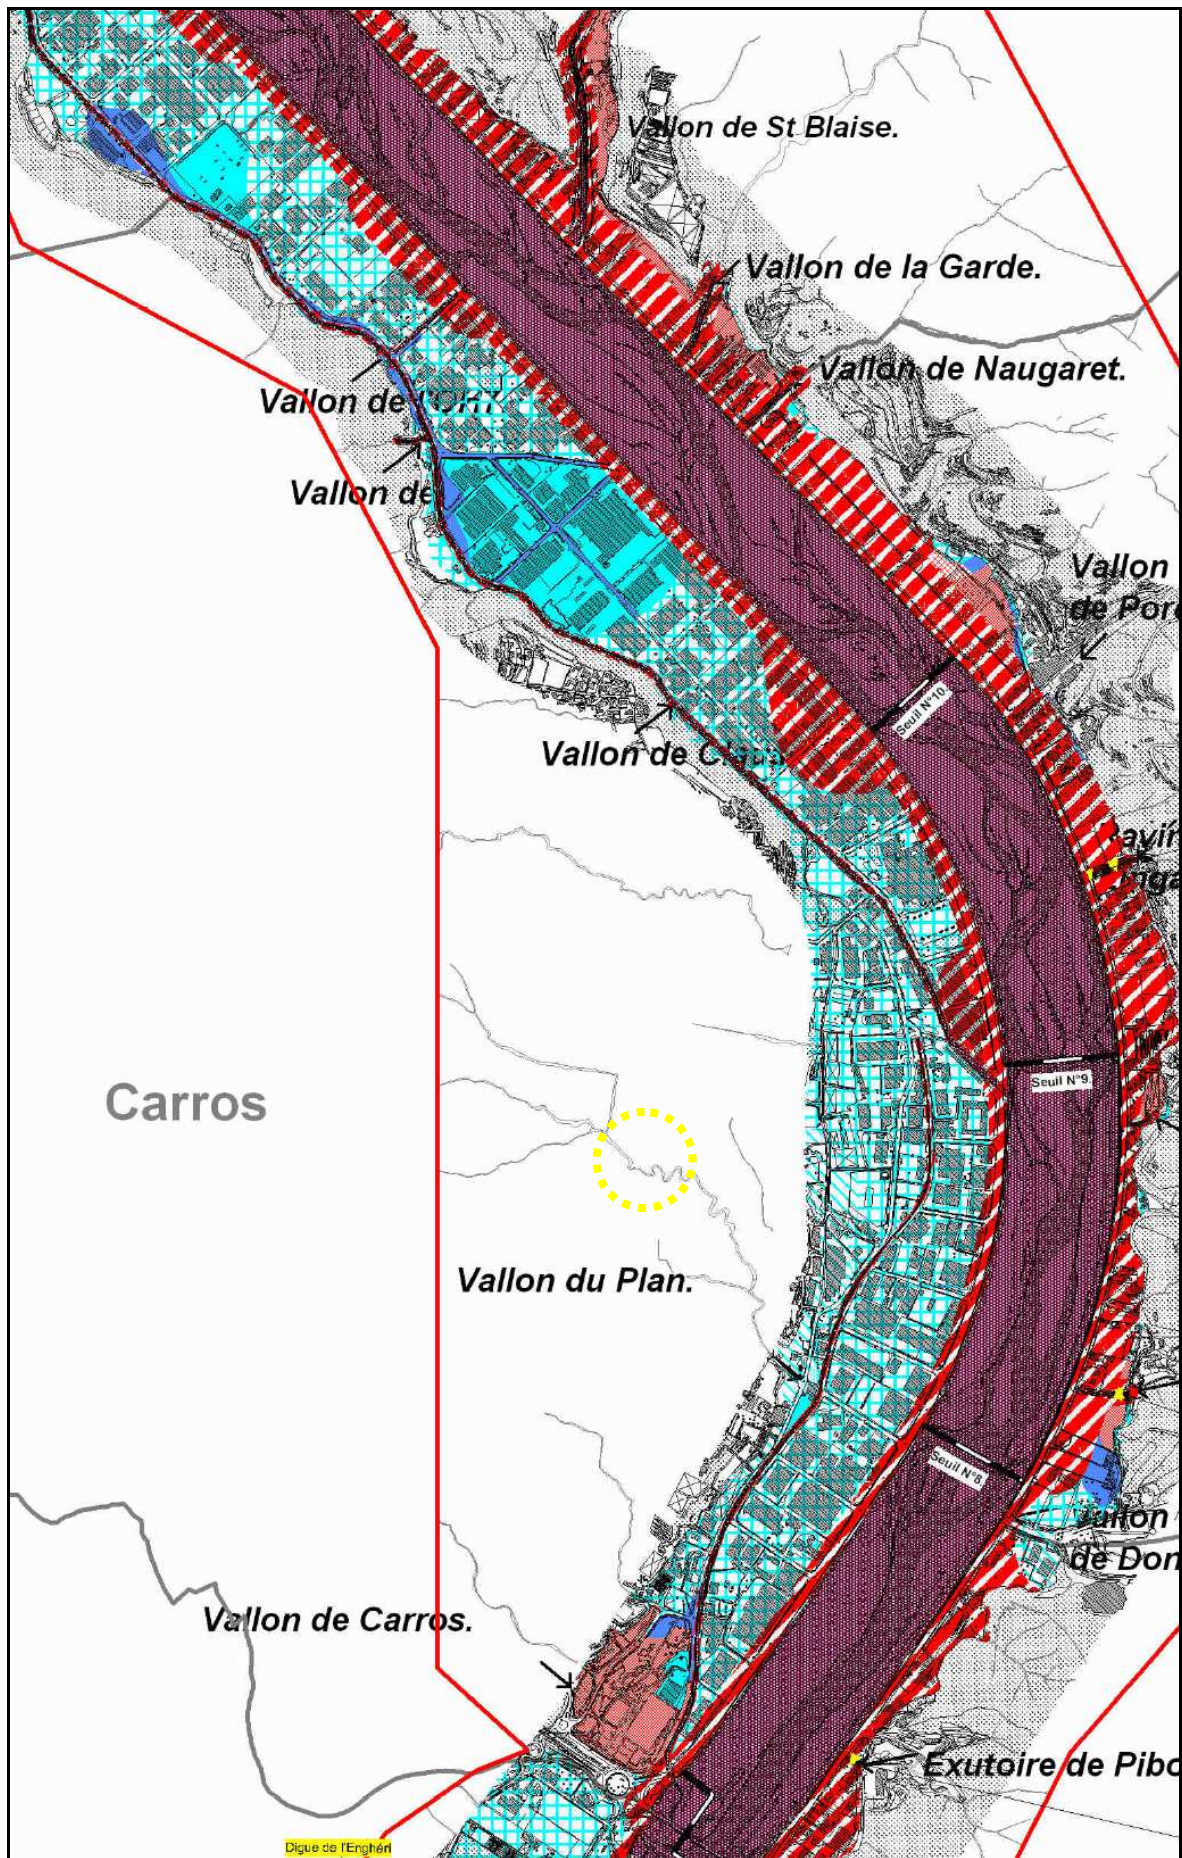 Vallon de St Blaise.
Vallon de la Garde.
Vallon de Naugaret.
Vallon de
Vallon de
Vallon
de
Seuil N°10.
Vallon de
Seuil N°9.
Carros
Vallon du Plan.
Seuil N°8
de Don
Vallon de Carros.
Exutoire de Pibo
Digue de l'Enghéri